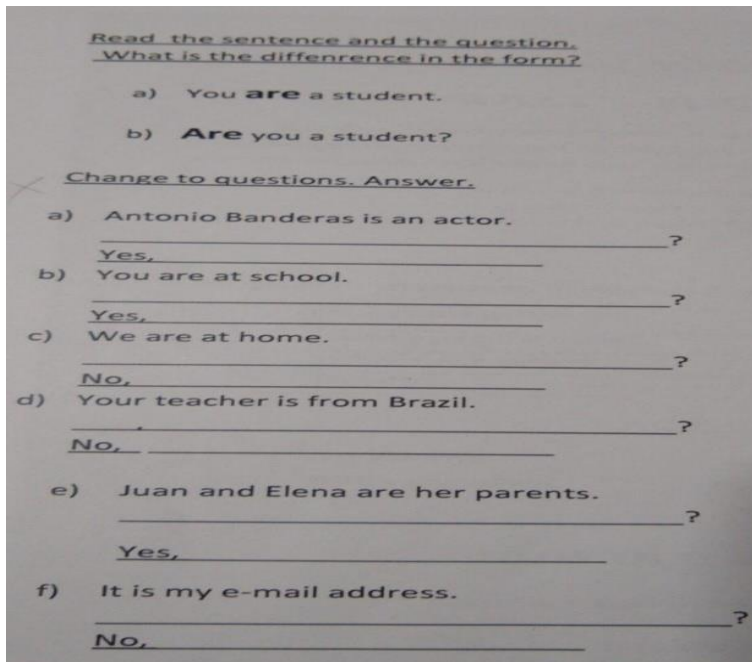 Read the sentence and the question.
What is the diffenrence in the form?
a) You are a student.
b) Are you a student?
Change to questions. Answer.
a) Antonio Banderas is an actor.
?
Yes,
b) You are at school.
?
Yes,
c) We are at home.
?
No,
d) Your teacher is from Brazil.
?
No,
e) Juan and Elena are her parents.
?
Yes,
f) It is my e-mail address.
?
No,